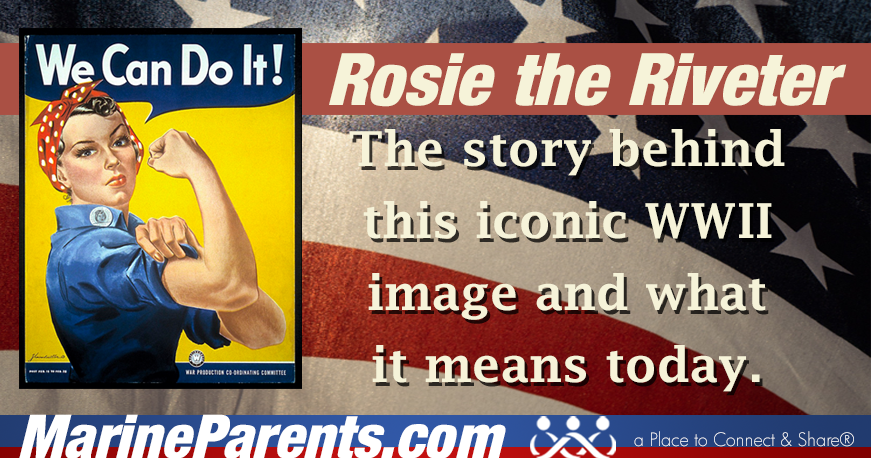 We Can Do It!
Rosie the Riveter
The story behind
this iconic WWII
image and what
it means today.
WAR PRODUCTION CO-ORDINATING COMMITTEE
MarineParents.com
a Place to Connect & Share®